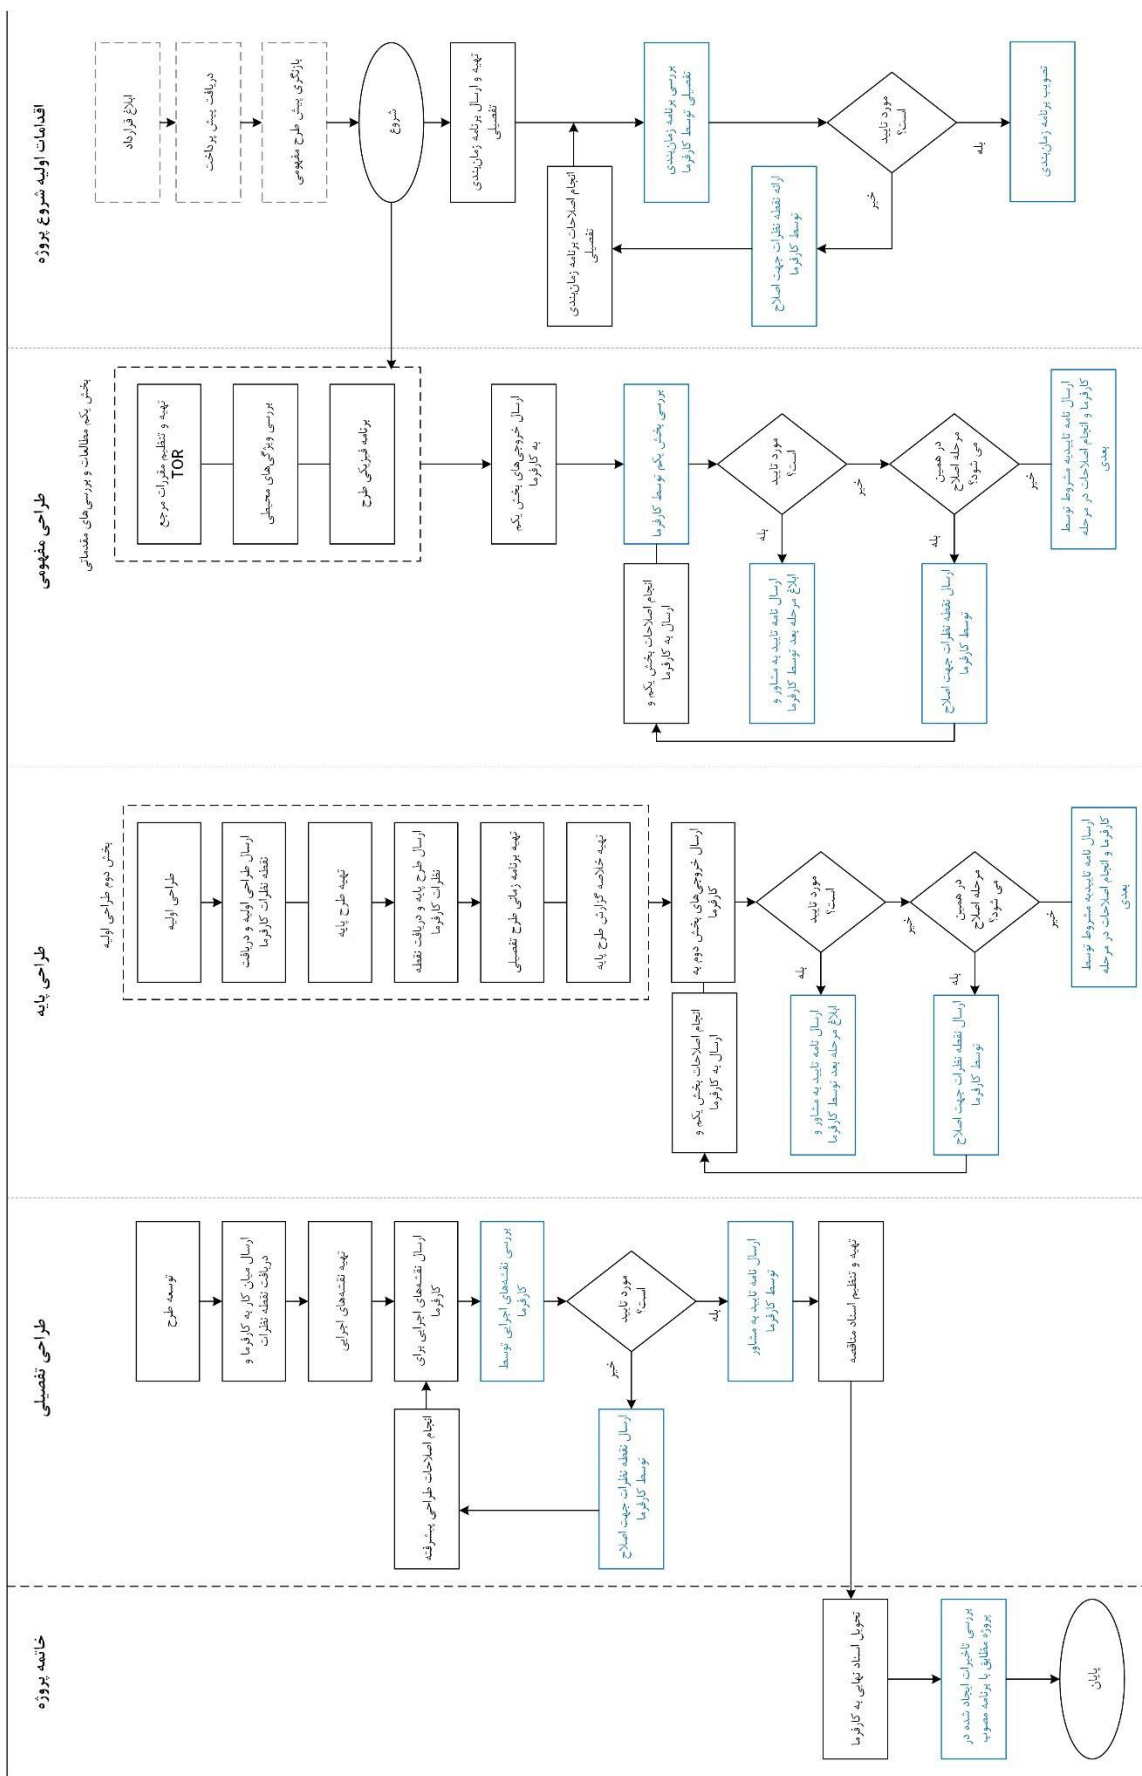 اقدامات اولیه شروع پروژه
ابلاغ قرارداد
دریافت پیش پرداخت
بازنگری پیش طرح مفهومی
شروع
تهیه و ارسال برنامه زمان‌بندی
تفصیلی
انجام اصلاحات برنامه زمان‌بندی
تفصیلی
بررسی برنامه زمان‌بندی
تفصیلی توسط کارفرما
مورد تایید
است؟
خیر
ارائه نقطه نظرات جهت اصلاح
توسط کارفرما
بله
تصویب برنامه زمان‌بندی
طراحی مفهومی
بخش یکم مطالعات و بررسی‌های مقدماتی
تهیه و تنظیم مقررات مرجع
TOR
بررسی ویژگی‌های محیطی
برنامه فیزیکی طرح
ارسال خروجی‌های بخش یکم
به کارفرما
بررسی بخش یکم توسط کارفرما
انجام اصلاحات بخش یکم و
ارسال به کارفرما
مورد تایید
است؟
بله
ارسال نامه تایید به مشاور و
ابلاغ مرحله بعد توسط کارفرما
خیر
در همین
مرحله اصلاح
می شود؟
بله
ارسال نقطه نظرات جهت اصلاح
توسط کارفرما
خیر
ارسال نامه تاییدیه مشروط توسط
کارفرما و انجام اصلاحات در مرحله
بعدی
طراحی پایه
بخش دوم طراحی اولیه
طراحی اولیه
ارسال طراحی اولیه و دریافت
نقطه نظرات کارفرما
تهیه طرح پایه
ارسال طرح پایه و دریافت نقطه
نظرات کارفرما
تهیه برنامه زمانی طرح تفصیلی
تهیه خلاصه گزارش طرح پایه
ارسال خروجی‌های بخش دوم به
کارفرما
انجام اصلاحات بخش یکم و
ارسال به کارفرما
مورد تایید
است؟
بله
ارسال نامه تایید به مشاور و
ابلاغ مرحله بعد توسط کارفرما
خیر
در همین
مرحله اصلاح
می شود؟
بله
ارسال نقطه نظرات جهت اصلاح
توسط کارفرما
خیر
ارسال نامه تاییدیه مشروط توسط
کارفرما و انجام اصلاحات در مرحله
بعدی
طراحی تفصیلی
توسعه طرح
ارسال میان کار به کارفرما و
دریافت نقطه نظرات
تهیه نقشه‌های اجرایی
ارسال نقشه‌های اجرایی برای
کارفرما
انجام اصلاحات طراحی پیشرفته
بررسی نقشه‌های اجرایی توسط
کارفرما
مورد تایید
است؟
خیر
ارسال نقطه نظرات جهت اصلاح
توسط کارفرما
بله
ارسال نامه تایید به مشاور
توسط کارفرما
تهیه و تنظیم اسناد مناقصه
خاتمه پروژه
تحویل اسناد نهایی به کارفرما
بررسی تاخیرات ایجاد شده در
پروژه مطابق با برنامه مصوب
پایان